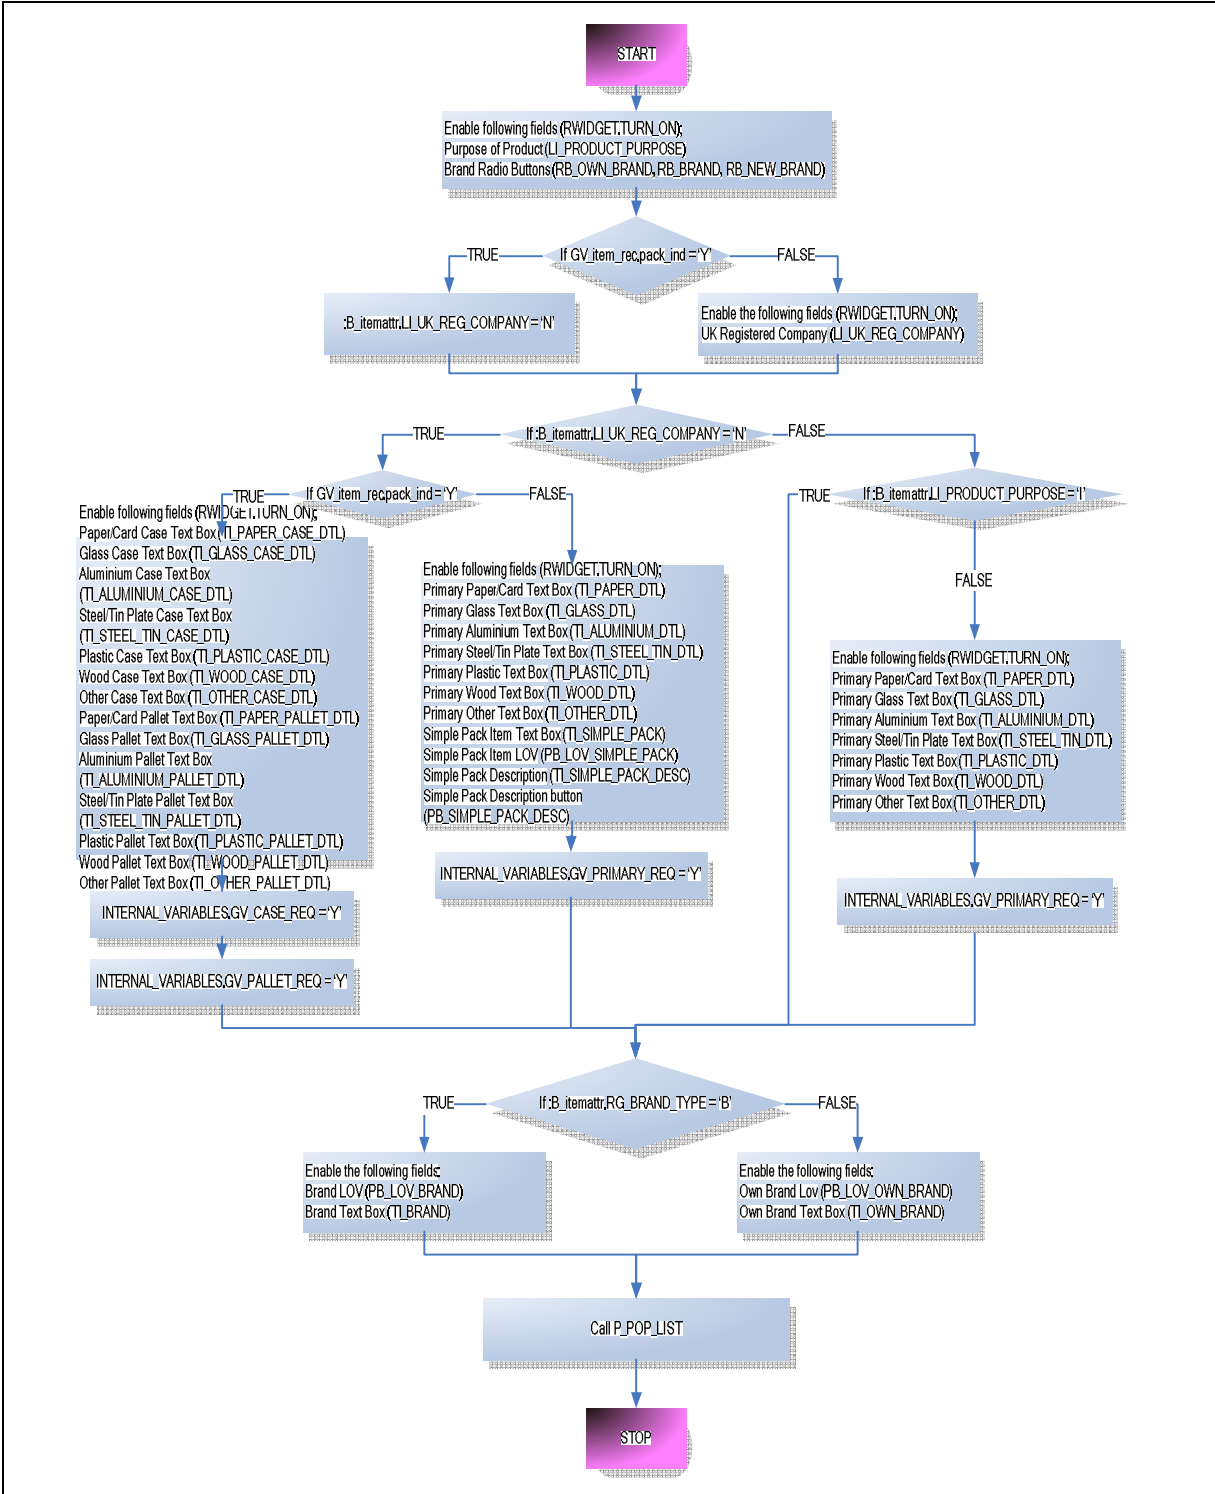 START
Enable following fields (RWIDGET.TURN_ON);
Purpose of Product (LI_PRODUCT_PURPOSE)
Brand Radio Buttons (RB_OWN_BRAND, RB_BRAND, RB_NEW_BRAND)
If GV_item_rec.pack_ind = ‘Y’
TRUE
FALSE
:B_itemattr.LI_UK_REG_COMPANY = ‘N’
Enable the following fields (RWIDGET.TURN_ON);
UK Registered Company (LI_UK_REG_COMPANY)
If :B_itemattr.LI_UK_REG_COMPANY = ‘N’
TRUE
FALSE
If GV_item_rec.pack_ind = ‘Y’
TRUE
FALSE
If :B_itemattr.LI_PRODUCT_PURPOSE = ‘I’
TRUE
FALSE
Enable following fields (RWIDGET.TURN_ON);
Paper/Card Case Text Box (TI_PAPER_CASE_DTL)
Glass Case Text Box (TI_GLASS_CASE_DTL)
Aluminium Case Text Box
(TI_ALUMINIUM_CASE_DTL)
Steel/Tin Plate Case Text Box
(TI_STEEL_TIN_CASE_DTL)
Plastic Case Text Box (TI_PLASTIC_CASE_DTL)
Wood Case Text Box (TI_WOOD_CASE_DTL)
Other Case Text Box (TI_OTHER_CASE_DTL)
Paper/Card Pallet Text Box (TI_PAPER_PALLET_DTL)
Glass Pallet Text Box (TI_GLASS_PALLET_DTL)
Aluminium Pallet Text Box
(TI_ALUMINIUM_PALLET_DTL)
Steel/Tin Plate Pallet Text Box
(TI_STEEL_TIN_PALLET_DTL)
Plastic Pallet Text Box (TI_PLASTIC_PALLET_DTL)
Wood Pallet Text Box (TI_WOOD_PALLET_DTL)
Other Pallet Text Box (TI_OTHER_PALLET_DTL)
Enable following fields (RWIDGET.TURN_ON);
Primary Paper/Card Text Box (TI_PAPER_DTL)
Primary Glass Text Box (TI_GLASS_DTL)
Primary Aluminium Text Box (TI_ALUMINIUM_DTL)
Primary Steel/Tin Plate Text Box (TI_STEEL_TIN_DTL)
Primary Plastic Text Box (TI_PLASTIC_DTL)
Primary Wood Text Box (TI_WOOD_DTL)
Primary Other Text Box (TI_OTHER_DTL)
Simple Pack Item Text Box (TI_SIMPLE_PACK)
Simple Pack Item LOV (PB_LOV_SIMPLE_PACK)
Simple Pack Description (TI_SIMPLE_PACK_DESC)
Simple Pack Description button
(PB_SIMPLE_PACK_DESC)
Enable following fields (RWIDGET.TURN_ON);
Primary Paper/Card Text Box (TI_PAPER_DTL)
Primary Glass Text Box (TI_GLASS_DTL)
Primary Aluminium Text Box (TI_ALUMINIUM_DTL)
Primary Steel/Tin Plate Text Box (TI_STEEL_TIN_DTL)
Primary Plastic Text Box (TI_PLASTIC_DTL)
Primary Wood Text Box (TI_WOOD_DTL)
Primary Other Text Box (TI_OTHER_DTL)
INTERNAL_VARIABLES.GV_CASE_REQ = ‘Y’
INTERNAL_VARIABLES.GV_PALLET_REQ = ‘Y’
INTERNAL_VARIABLES.GV_PRIMARY_REQ = ‘Y’
INTERNAL_VARIABLES.GV_PRIMARY_REQ = ‘Y’
If :B_itemattr.RG_BRAND_TYPE = ‘B’
TRUE
FALSE
Enable the following fields:
Brand LOV (PB_LOV_BRAND)
Brand Text Box (TI_BRAND)
Enable the following fields:
Own Brand Lov (PB_LOV_OWN_BRAND)
Own Brand Text Box (TI_OWN_BRAND)
Call P_POP_LIST
STOP